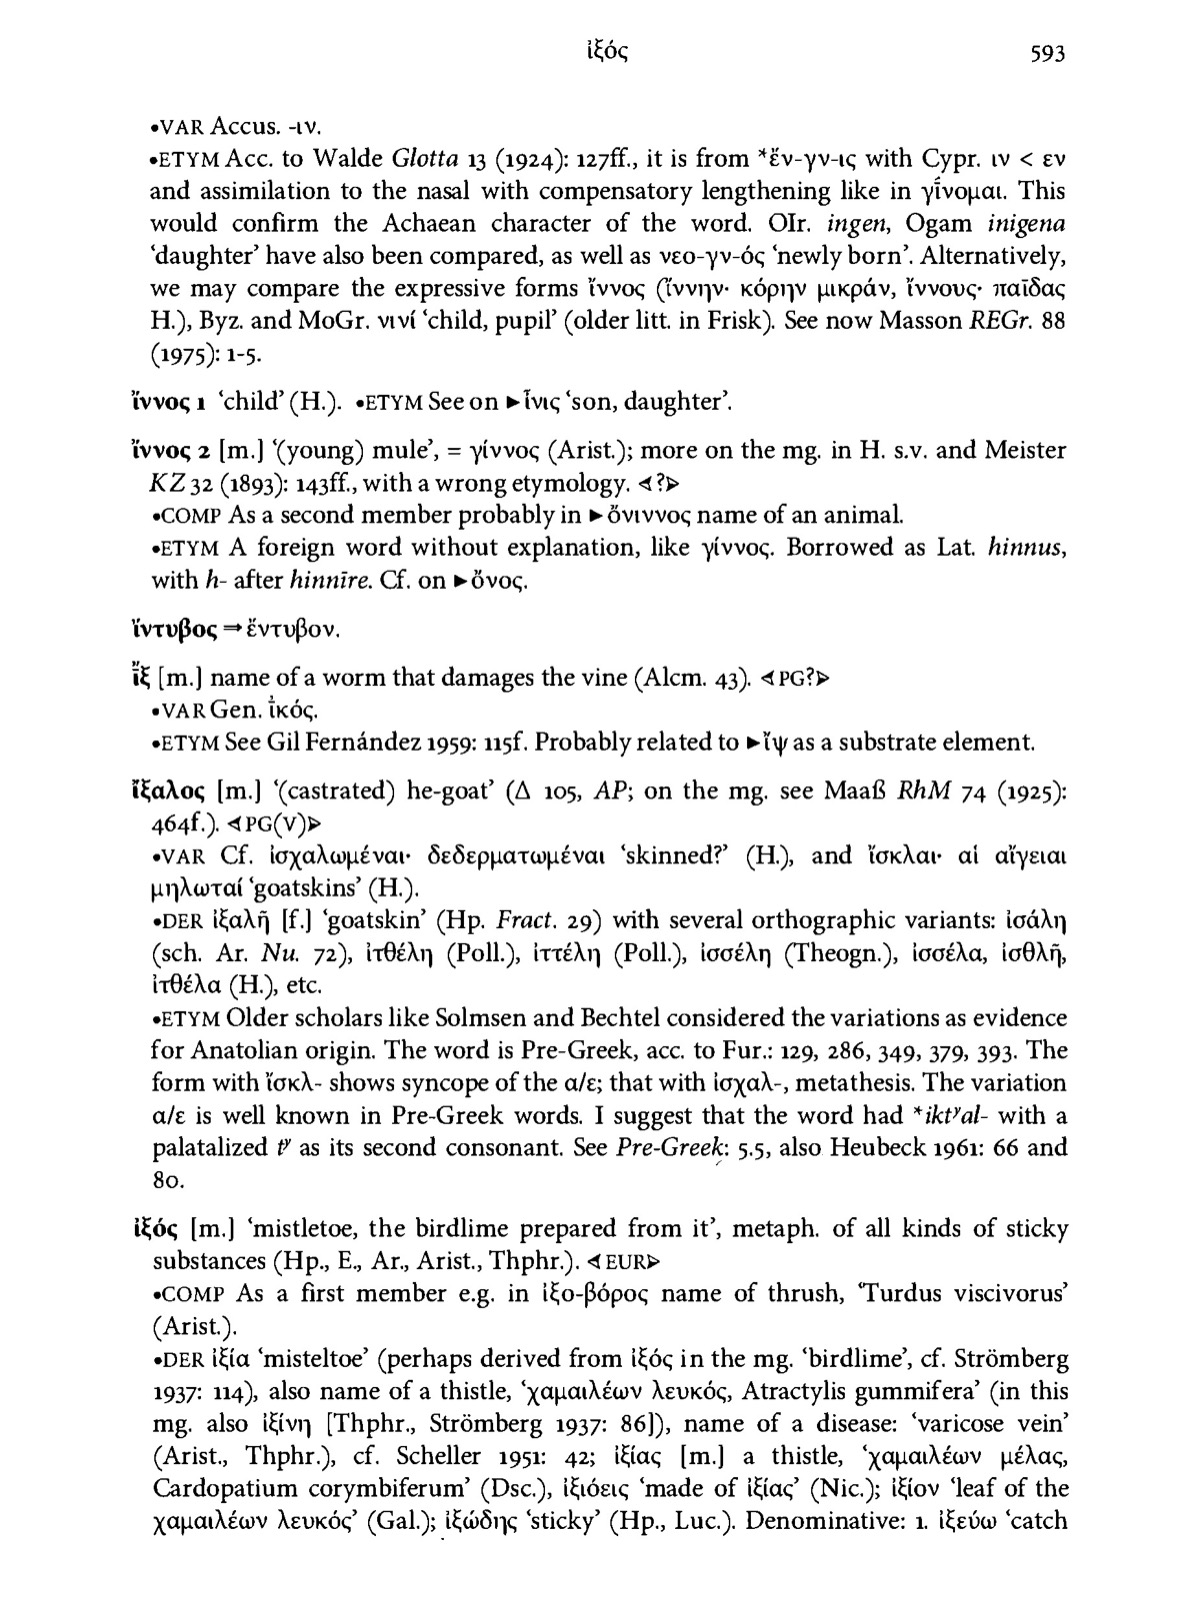 ἰξός 593
•VAR Accus. -ιν.
•ETYM Acc. to Walde Glotta 13 (1924): 127ff., it is from *ἔν-γν-ις with Cypr. ιν < εν
and assimilation to the nasal with compensatory lengthening like in γί̄νομαι. This
would confirm the Achaean character of the word. OIr. ingen, Ogam inigena
‘daughter’ have also been compared, as well as νεο-γν-ός ‘newly born’. Alternatively,
we may compare the expressive forms ἴννος (ἴννην· κόρην μικράν, ἴννους· παῖδας
H.), Byz. and MoGr. νινί ‘child, pupil’ (older litt. in Frisk). See now Masson REGr. 88
(1975): 1-5.
ἴννος 1 ‘child’ (H.). •ETYM See on ►ἶνις ‘son, daughter’.
ἴννος 2 [m.] ‘(young) mule’, = γίννος (Arist.); more on the mg. in H. s.v. and Meister
KZ 32 (1893): 143ff., with a wrong etymology. ⋖?⋗
•COMP As a second member probably in ►ὄνιννος name of an animal.
•ETYM A foreign word without explanation, like γίννος. Borrowed as Lat. hinnus,
with h- after hinnīre. Cf. on ►ὄνος.
ἴντυβος ⇒ ἔντυβον.
ἴ̄ξ [m.] name of a worm that damages the vine (Alcm. 43). ⋖PG?⋗
•VAR Gen. ἰ̄κός.
•ETYM See Gil Fernández 1959: 115f. Probably related to ►ἴψ as a substrate element.
ἴξαλος [m.] ‘(castrated) he-goat’ (Δ 105, AP; on the mg. see Maaß RhM 74 (1925):
464f.). ⋖PG(V)⋗
•VAR Cf. ἰσχαλωμέναι· δεδερματωμέναι ‘skinned?’ (H.), and ἴσκλαι· αἱ αἴγειαι
μηλωταί ‘goatskins’ (H.).
•DER ἰξαλῆ [f.] ‘goatskin’ (Hp. Fract. 29) with several orthographic variants: ἰσάλη
(sch. Ar. Nu. 72), ἰτθέλη (Poll.), ἰττέλη (Poll.), ἰσσέλη (Theogn.), ἰσσέλα, ἰσθλῆ,
ἰτθέλα (H.), etc.
•ETYM Older scholars like Solmsen and Bechtel considered the variations as evidence
for Anatolian origin. The word is Pre-Greek, acc. to Fur.: 129, 286, 349, 379, 393. The
form with ἴσκλ- shows syncope of the α/ε; that with ἰσχαλ-, metathesis. The variation
α/ε is well known in Pre-Greek words. I suggest that the word had *iktʸal- with a
palatalized tʸ as its second consonant. See Pre-Greek: 5.5, also Heubeck 1961: 66 and
80.
ἰξός [m.] ‘mistletoe, the birdlime prepared from it’, metaph. of all kinds of sticky
substances (Hp., E., Ar., Arist., Thphr.). ⋖EUR⋗
•COMP As a first member e.g. in ἰξο-βόρος name of thrush, ‘Turdus viscivorus’
(Arist.).
•DER ἰξία ‘misteltoe’ (perhaps derived from ἰξός in the mg. ‘birdlime’, cf. Strömberg
1937: 114), also name of a thistle, ‘χαμαιλέων λευκός, Atractylis gummifera’ (in this
mg. also ἰξίνη [Thphr., Strömberg 1937: 86]), name of a disease: ‘varicose vein’
(Arist., Thphr.), cf. Scheller 1951: 42; ἰξίας [m.] a thistle, ‘χαμαιλέων μέλας,
Cardopatium corymbiferum’ (Dsc.), ἰξιόεις ‘made of ἰξίας’ (Nic.); ἰξίον ‘leaf of the
χαμαιλέων λευκός’ (Gal.); ἰξώδης ‘sticky’ (Hp., Luc.). Denominative: 1. ἰξεύω ‘catch